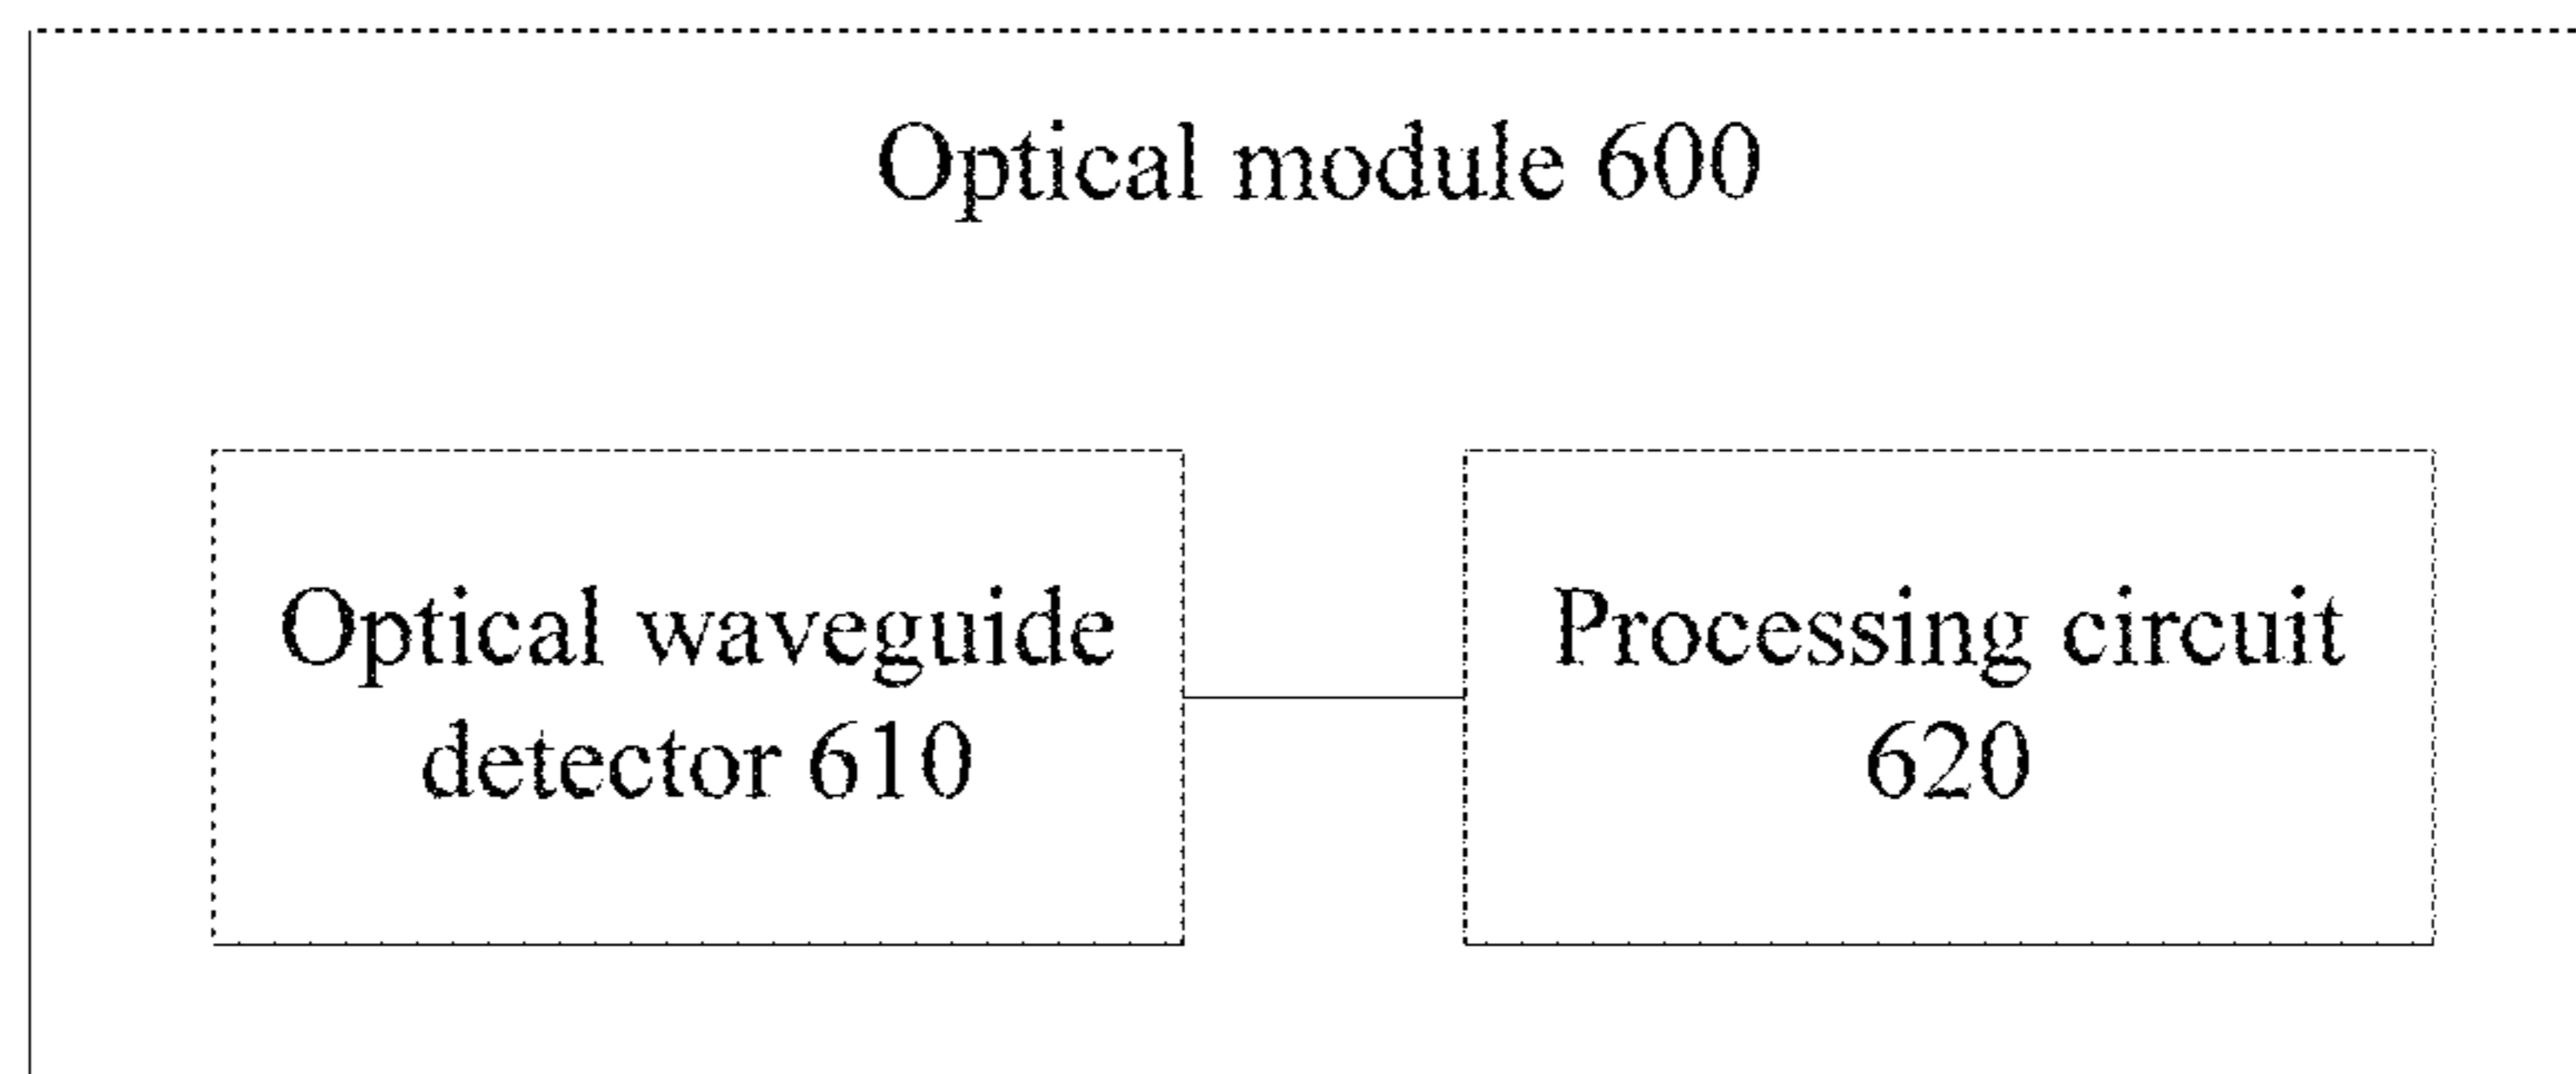 Optical module 600
Optical waveguide
detector 610
Processing circuit
620